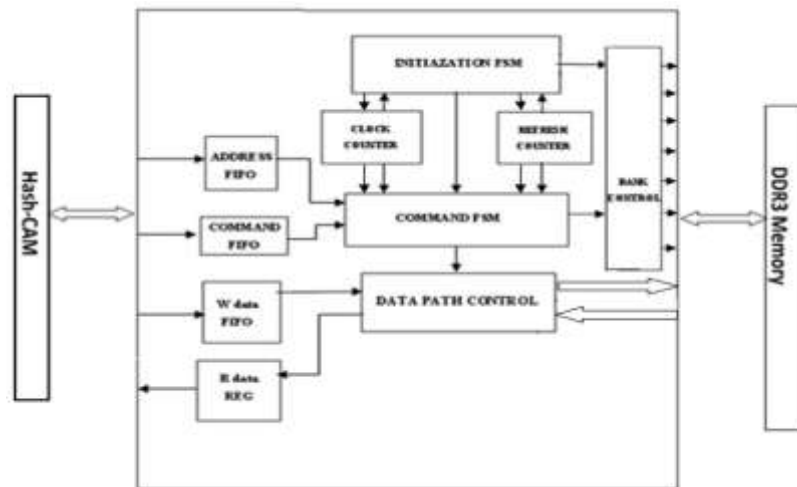 INITIAZATION FSM
CLOCK
COUNTER
REFRESH
COUNTER
ADDRESS
FIFO
BANK
CONTROL
COMMAND FSM
COMMAND
FIFO
W data
FIFO
DATA PATH CONTROL
R data
REG
Hash-CAM
DDR3 Memory